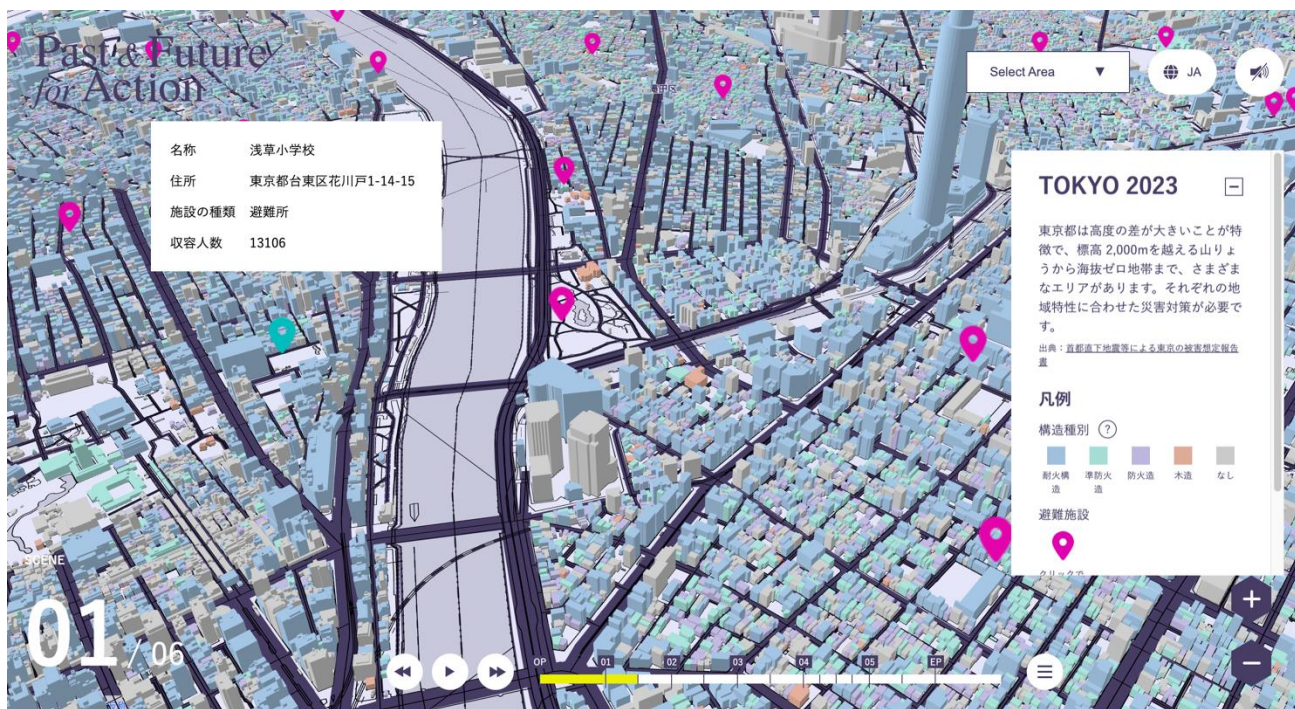 Past & Future
for Action
Select Area ▼
JA
名称 浅草小学校
住所 東京都台東区花川戸1-14-15
施設の種類 避難所
収容人数 13106
TOKYO 2023
東京都は高度の差が大きいことが特
徴で、標高 2,000mを越える山りょ
うから海抜ゼロ地帯まで、さまざま
なエリアがあります。それぞれの地
域特性に合わせた災害対策が必要で
す。
出典：首都直下地震等による東京の被害想定報告
書
凡例
構造種別 ?
耐火構
造
準防火
造
防火造
木造
なし
避難施設
クリックで
SCENE
01 / 06
OP 01 02 03 04 05 EP